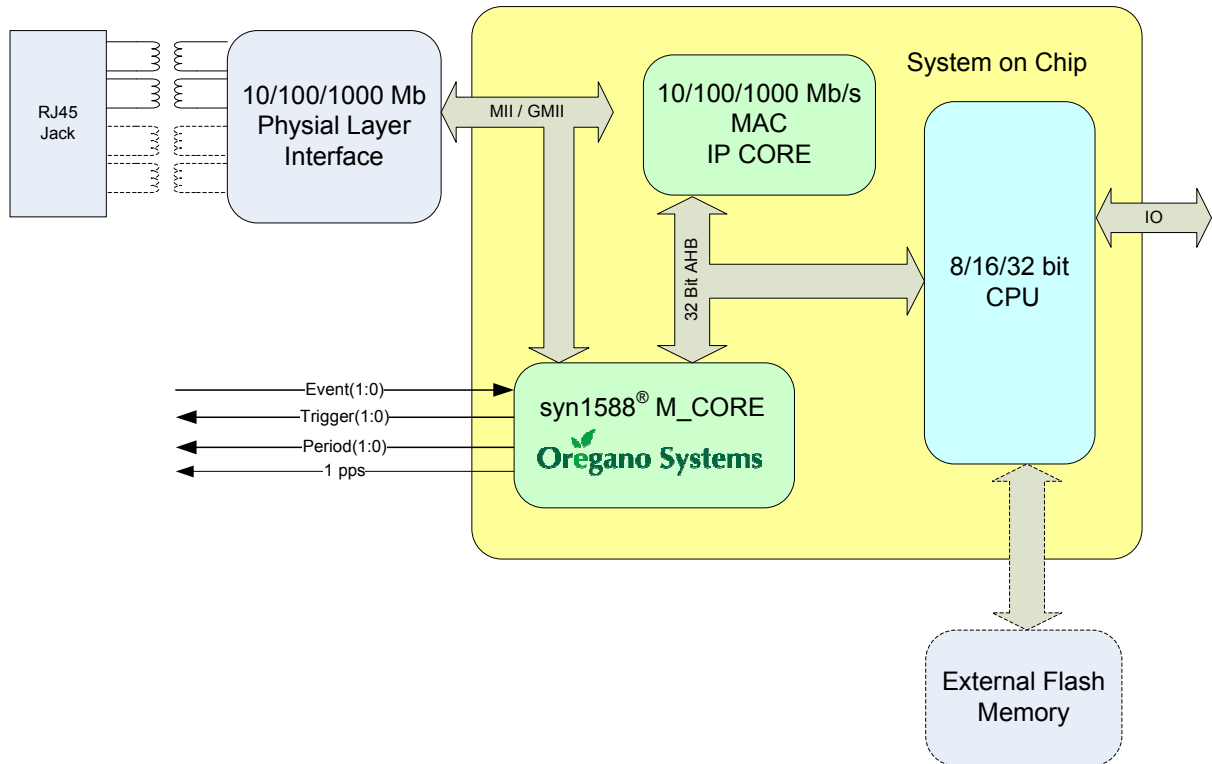 RJ45
Jack
10/100/1000 Mb
Physial Layer
Interface
MII / GMII
10/100/1000 Mb/s
MAC
IP CORE
System on Chip
8/16/32 bit
CPU
IO
32 Bit AHB
Event(1:0)
Trigger(1:0)
Period(1:0)
1 pps
syn1588® M_CORE
Oregano Systems
External Flash
Memory